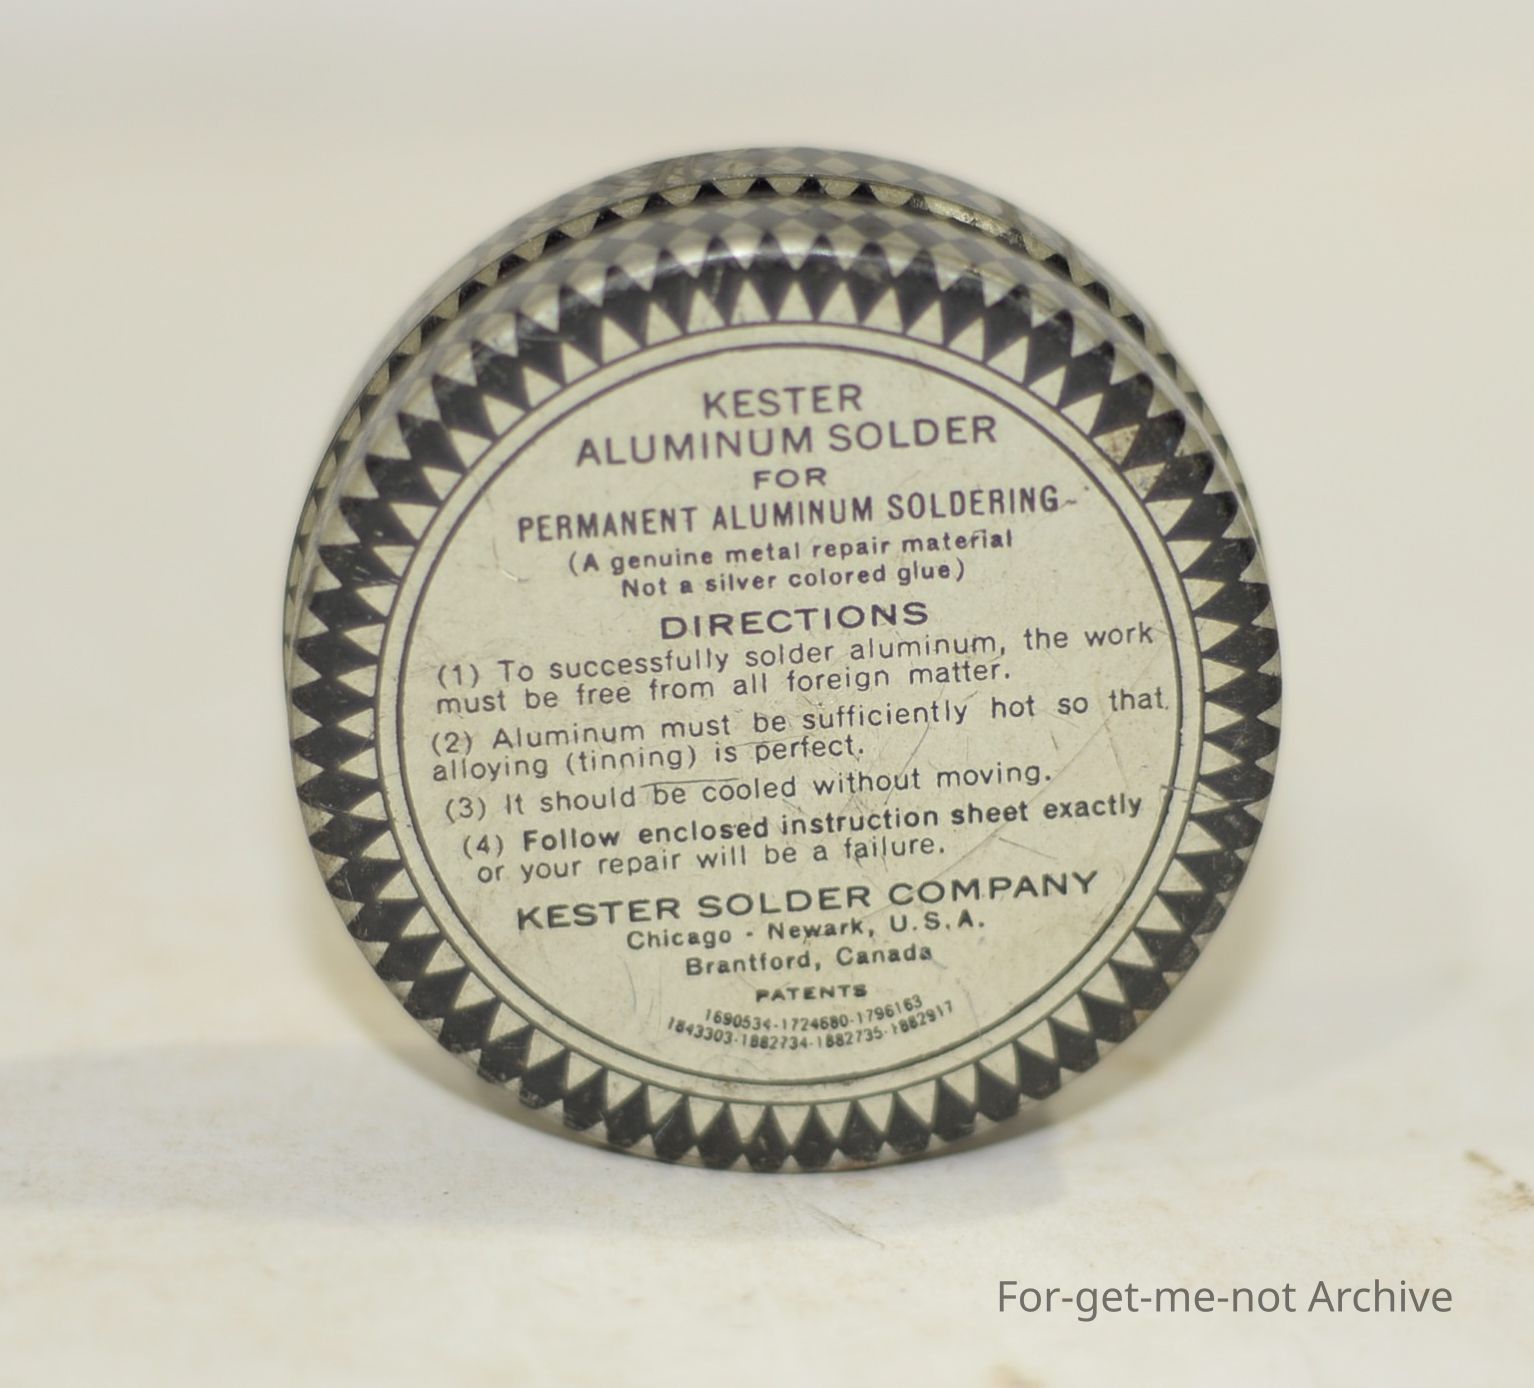 KESTER
ALUMINUM SOLDER
FOR
PERMANENT ALUMINUM SOLDERING
(A genuine metal repair material
Not a silver colored glue)
DIRECTIONS
(1) To successfully solder aluminum, the work
must be free from all foreign matter.
(2) Aluminum must be sufficiently hot so that
alloying (tinning) is perfect.
(3) It should be cooled without moving.
(4) Follow enclosed instruction sheet exactly
or your repair will be a failure.
KESTER SOLDER COMPANY
Chicago - Newark, U.S.A.
Brantford, Canada
PATENTS
1690534-1724680-1796163
1843303-1882734-1882735-1882917
For-get-me-not Archive